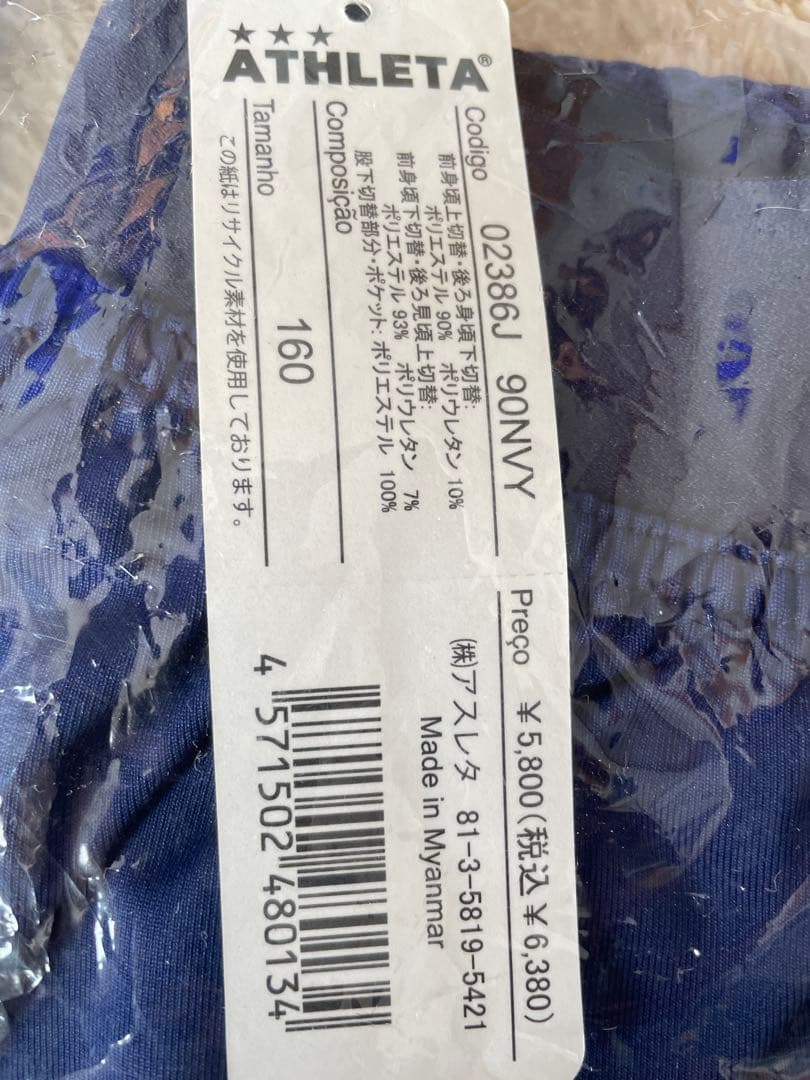 ★★★
ATHLETA®
Codigo 02386J 90NVY
前身頃上切替・後ろ身頃下切替:
ポリエステル 90% ポリウレタン 10%
前身頃下切替・後ろ見頃上切替:
ポリエステル 93% ポリウレタン 7%
股下切替部分・ポケット: ポリエステル 100%
Composição
Tamanho 160
この紙はリサイクル素材を使用しております。
Preço ¥5,800(税込¥6,380)
(株)アスレタ 81-3-5819-5421
Made in Myanmar
4 571502 480134